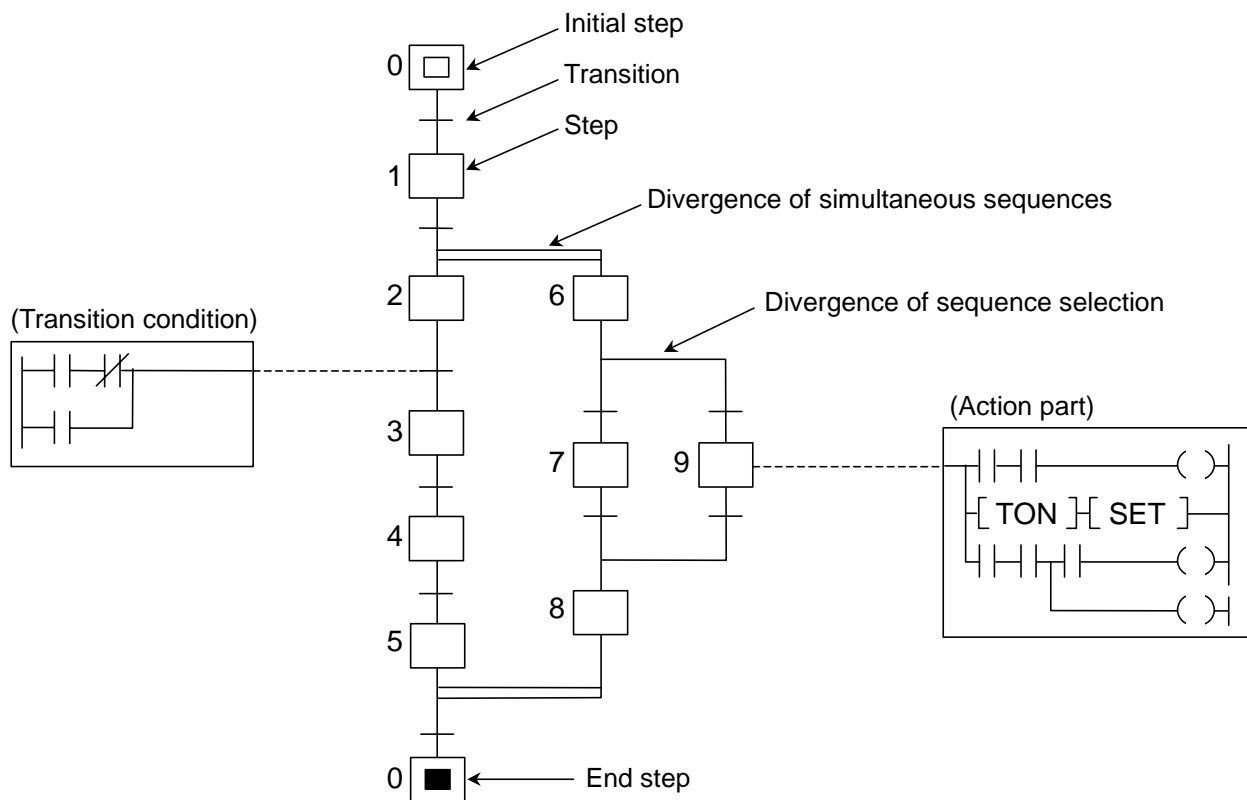 Initial step
0
Transition
Step
1
Divergence of simultaneous sequences
2
6
Divergence of sequence selection
(Transition condition)
(Action part)
3
7
9
TON
SET
4
8
5
0
End step